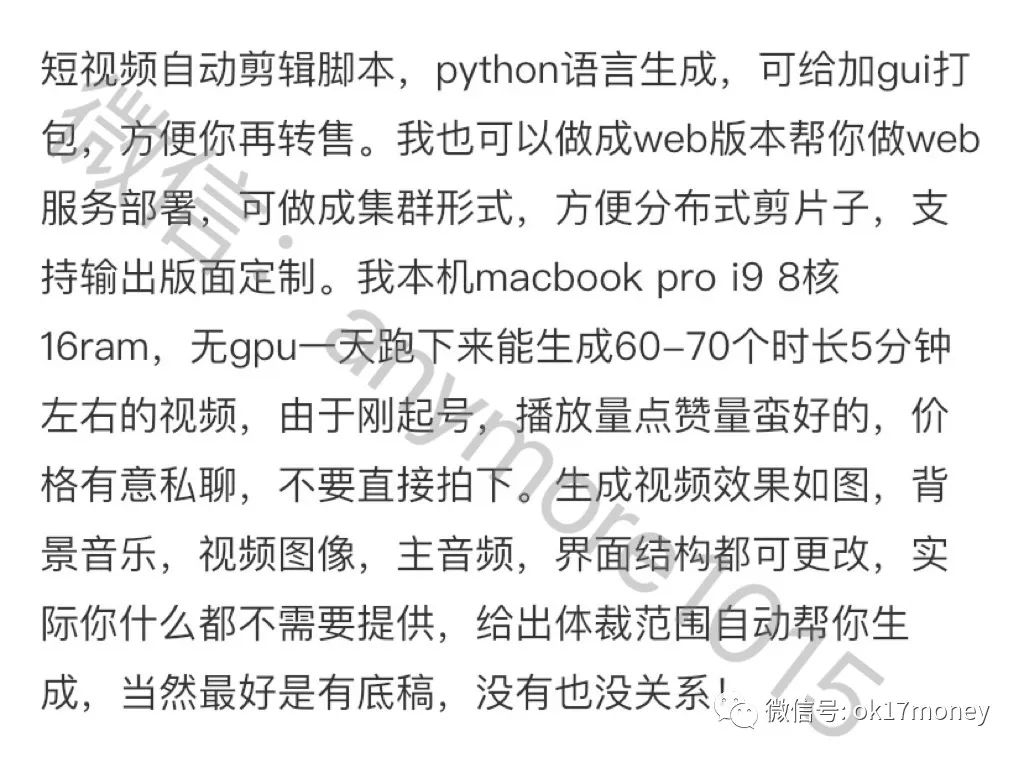 短视频自动剪辑脚本，python语言生成，可给加gui打
包，方便你再转售。我也可以做成web版本帮你做web
服务部署，可做成集群形式，方便分布式剪片子，支
持输出版面定制。我本机macbook pro i9 8核
16ram，无gpu一天跑下来能生成60-70个时长5分钟
左右的视频，由于刚起号，播放量点赞量蛮好的，价
格有意私聊，不要直接拍下。生成视频效果如图，背
景音乐，视频图像，主音频，界面结构都可更改，实
际你什么都不需要提供，给出体裁范围自动帮你生
成，当然最好是有底稿，没有也没关系！
微信：anymore1015
微信号: ok17money